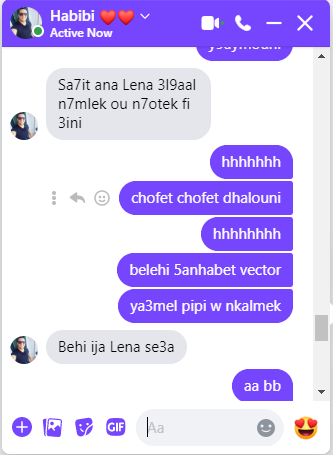 Habibi ❤️❤️
Active Now
Sa7it ana Lena 3l9aal
n7mlek ou n7otek fi
3ini
hhhhhhh
chofet chofet dhalouni
hhhhhhhh
belehi 5anhabet vector
ya3mel pipi w nkalmek
Behi ija Lena se3a
aa bb
GIF
Aa